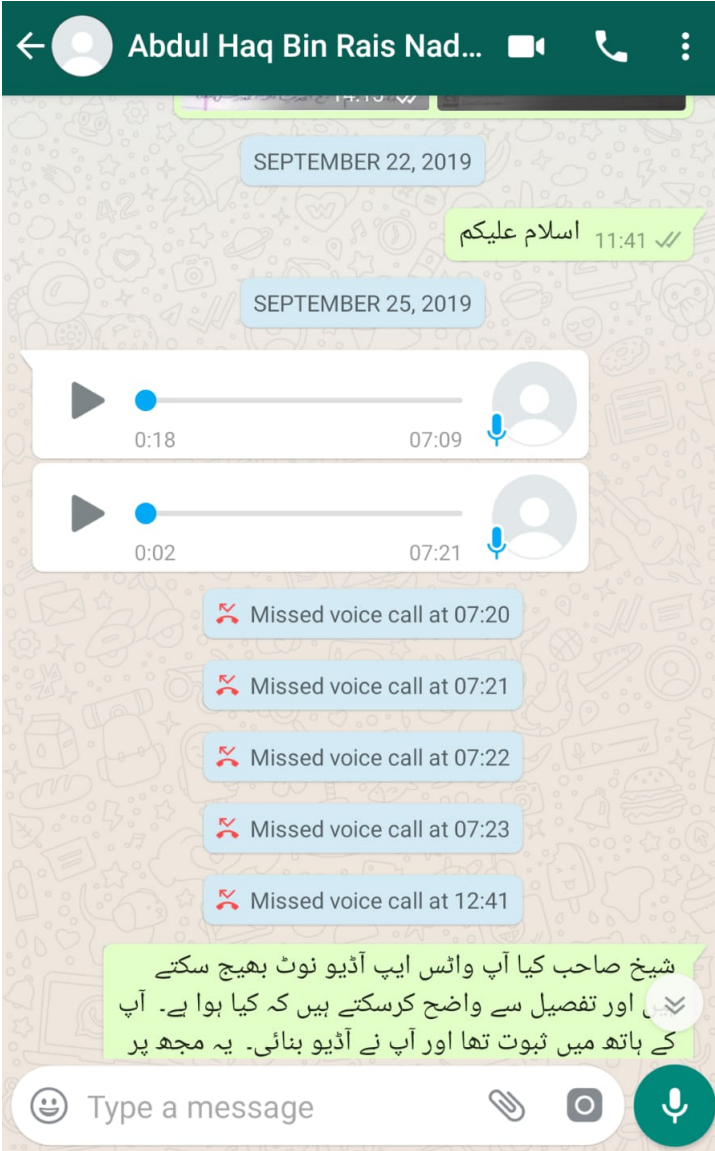 Abdul Haq Bin Rais Nad...
14:15
SEPTEMBER 22, 2019
اسلام علیکم 11:41
SEPTEMBER 25, 2019
0:18 07:09
0:02 07:21
Missed voice call at 07:20
Missed voice call at 07:21
Missed voice call at 07:22
Missed voice call at 07:23
Missed voice call at 12:41
شیخ صاحب کیا آپ واٹس ایپ آڈیو نوٹ بھیج سکتے
اور تفصیل سے واضح کرسکتے ہیں کہ کیا ہوا ہے۔ آپ
کے ہاتھ میں ثبوت تھا اور آپ نے آڈیو بنائی۔ یہ مجھ پر
Type a message